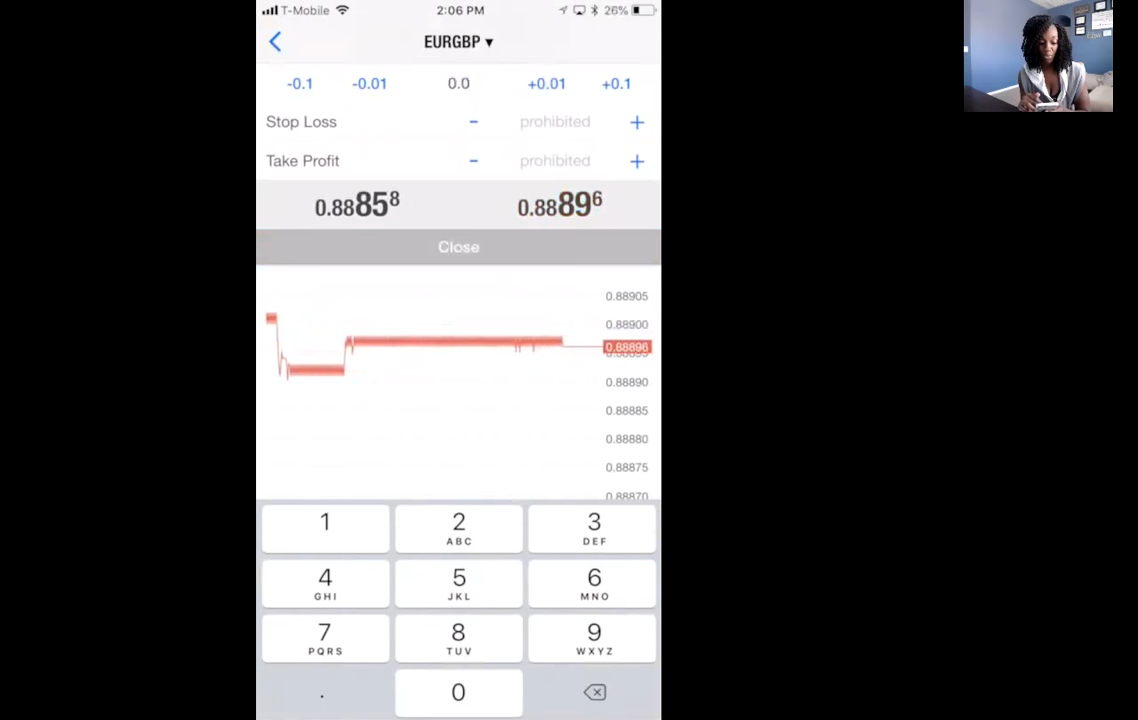 T-Mobile 2:06 PM 26%
EURGBP ▾
-0.1 -0.01 0.0 +0.01 +0.1
Stop Loss - prohibited +
Take Profit - prohibited +
0.88858 0.88896
Close
0.88905
0.88900
0.88896
0.88890
0.88885
0.88880
0.88875
0.88870
1 2 3
ABC DEF
4 5 6
GHI JKL MNO
7 8 9
PQRS TUV WXYZ
. 0